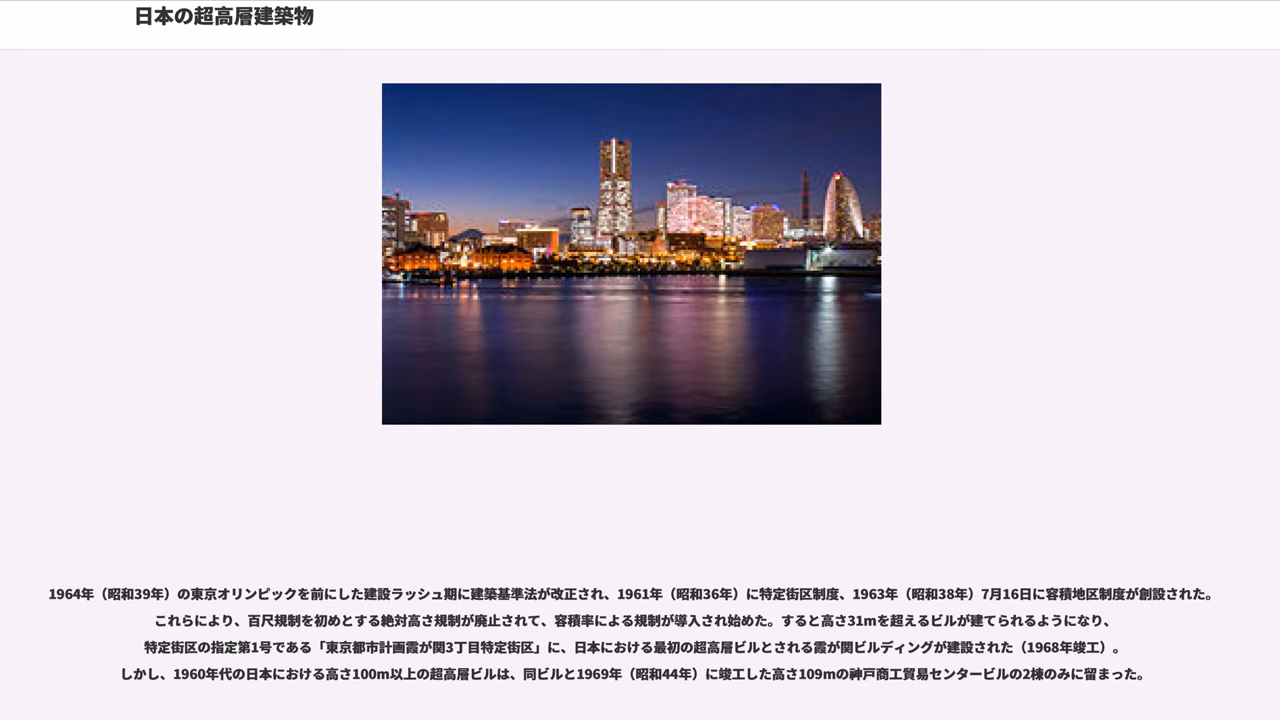 日本の超高層建築物
1964年（昭和39年）の東京オリンピックを前にした建設ラッシュ期に建築基準法が改正され、1961年（昭和36年）に特定街区制度、1963年（昭和38年）7月16日に容積地区制度が創設された。
これらにより、百尺規制を初めとする絶対高さ規制が廃止されて、容積率による規制が導入され始めた。すると高さ31mを超えるビルが建てられるようになり、
特定街区の指定第1号である「東京都市計画霞が関3丁目特定街区」に、日本における最初の超高層ビルとされる霞が関ビルディングが建設された（1968年竣工）。
しかし、1960年代の日本における高さ100m以上の超高層ビルは、同ビルと1969年（昭和44年）に竣工した高さ109mの神戸商工貿易センタービルの2棟のみに留まった。